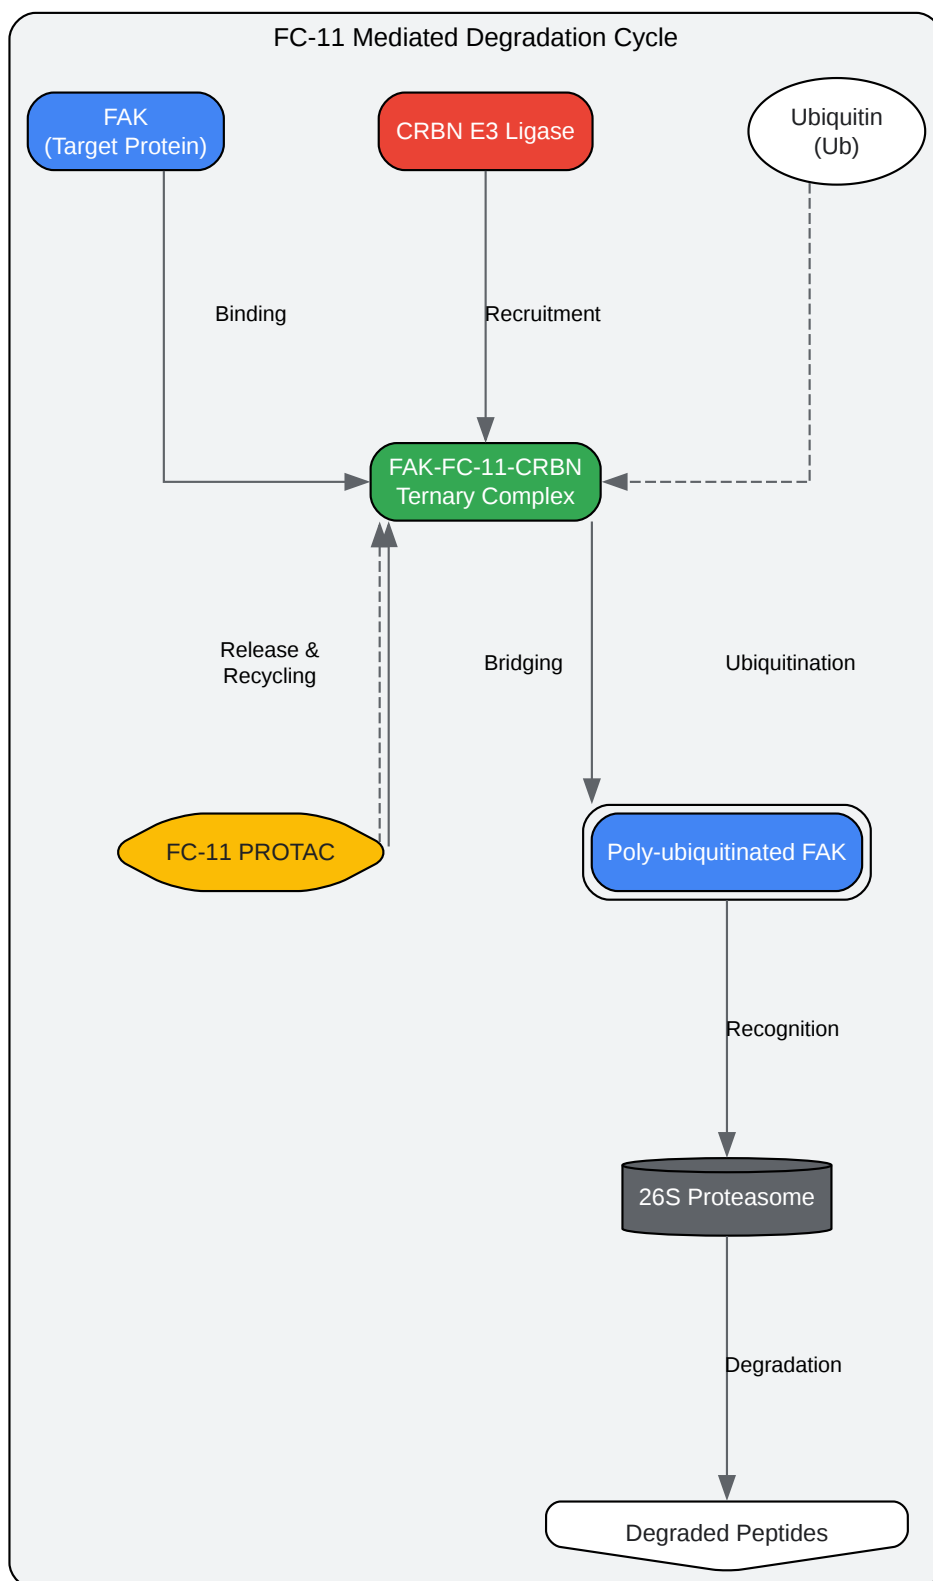 FC-11 Mediated Degradation Cycle
FAK
(Target Protein)
CRBN E3 Ligase
Ubiquitin
(Ub)
Binding
Recruitment
FAK-FC-11-CRBN
Ternary Complex
Release &
Recycling
Bridging
Ubiquitination
FC-11 PROTAC
Poly-ubiquitinated FAK
Recognition
26S Proteasome
Degradation
Degraded Peptides